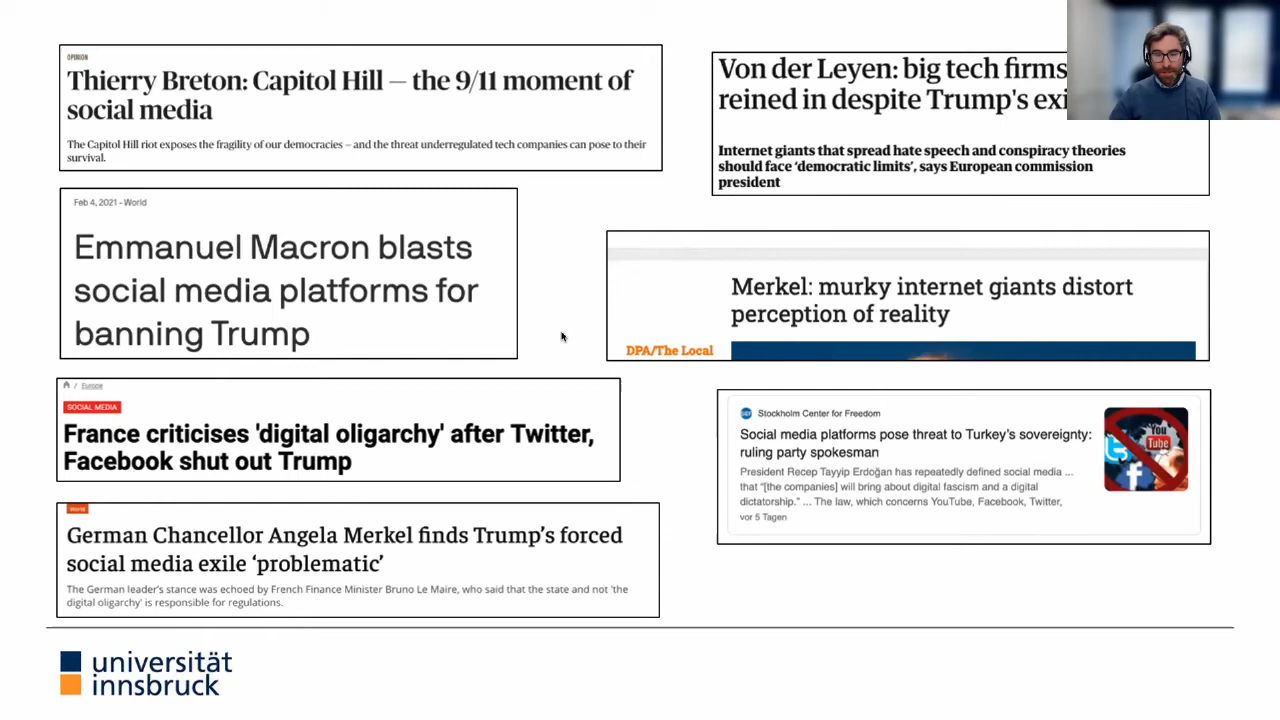 OPINION
Thierry Breton: Capitol Hill — the 9/11 moment of
social media
The Capitol Hill riot exposes the fragility of our democracies — and the threat underregulated tech companies can pose to their
survival.
Von der Leyen: big tech firms
reined in despite Trump's
Internet giants that spread hate speech and conspiracy theories
should face ‘democratic limits’, says European commission
president
Feb 4, 2021 - World
Emmanuel Macron blasts
social media platforms for
banning Trump
Merkel: murky internet giants distort
perception of reality
DPA/The Local
/ Europe
SOCIAL MEDIA
France criticises 'digital oligarchy' after Twitter,
Facebook shut out Trump
Stockholm Center for Freedom
Social media platforms pose threat to Turkey’s sovereignty:
ruling party spokesman
President Recep Tayyip Erdoğan has repeatedly defined social media ...
that “[the companies] will bring about digital fascism and a digital
dictatorship.” ... The law, which concerns YouTube, Facebook, Twitter,
vor 5 Tagen
You
Tube
World
German Chancellor Angela Merkel finds Trump’s forced
social media exile ‘problematic’
The German leader’s stance was echoed by French Finance Minister Bruno Le Maire, who said that the state and not 'the
digital oligarchy' is responsible for regulations.
universität
innsbruck